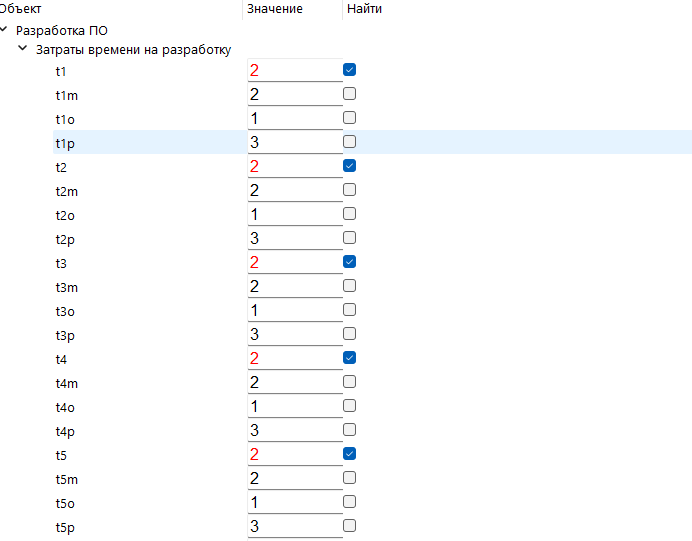 Объект Значение Найти
Разработка ПО
Затраты времени на разработку
t1 2
t1m 2
t1o 1
t1p 3
t2 2
t2m 2
t2o 1
t2p 3
t3 2
t3m 2
t3o 1
t3p 3
t4 2
t4m 2
t4o 1
t4p 3
t5 2
t5m 2
t5o 1
t5p 3